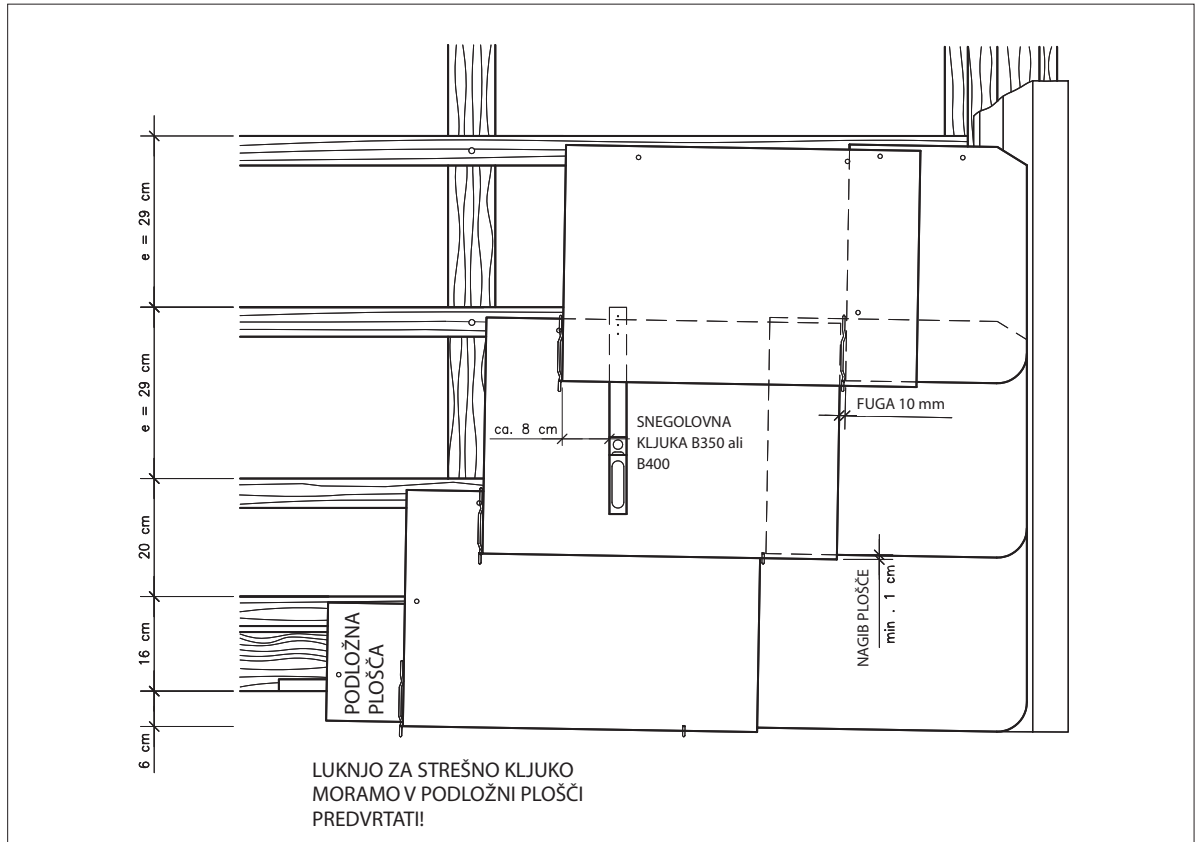 e = 29 cm
e = 29 cm
20 cm
16 cm
6 cm
ca. 8 cm
SNEGOLOVNA
KLJUKA B350 ali
B400
FUGA 10 mm
NAGIB PLOŠČE
min . 1 cm
PODLOŽNA
PLOŠČA
LUKNJO ZA STREŠNO KLJUKO
MORAMO V PODLOŽNI PLOŠČI
PREDVRTATI!